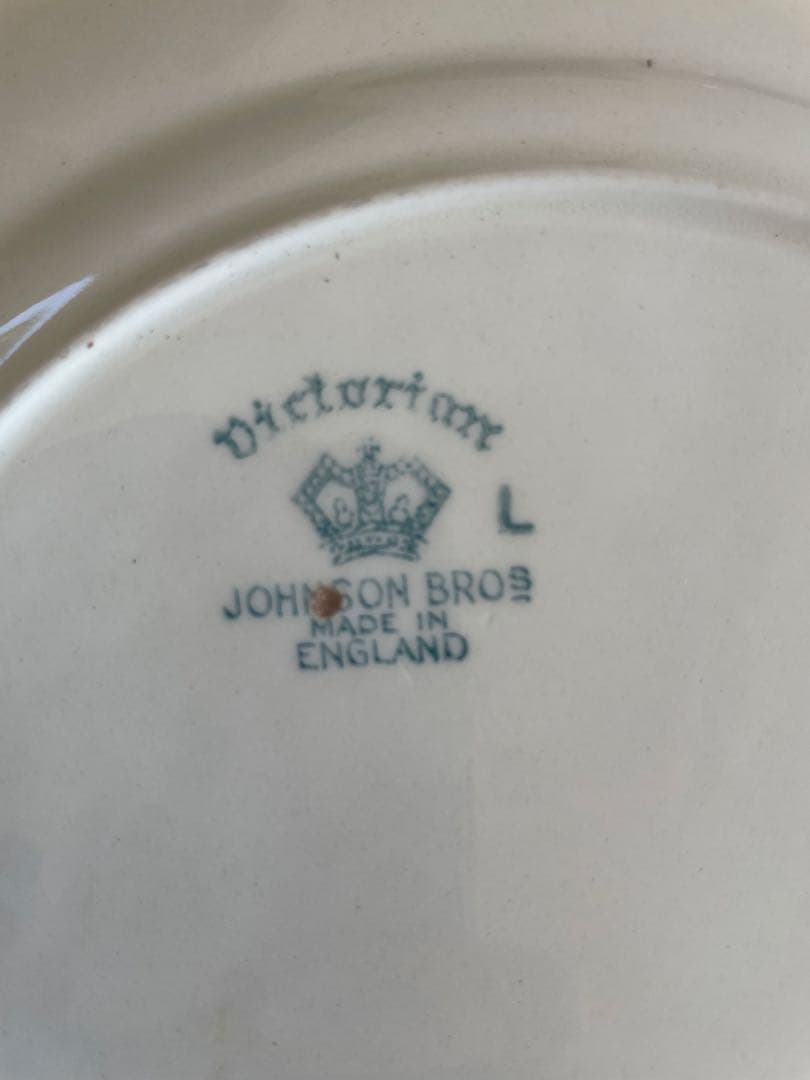 Victorian
L
JOHNSON BROS
MADE IN
ENGLAND